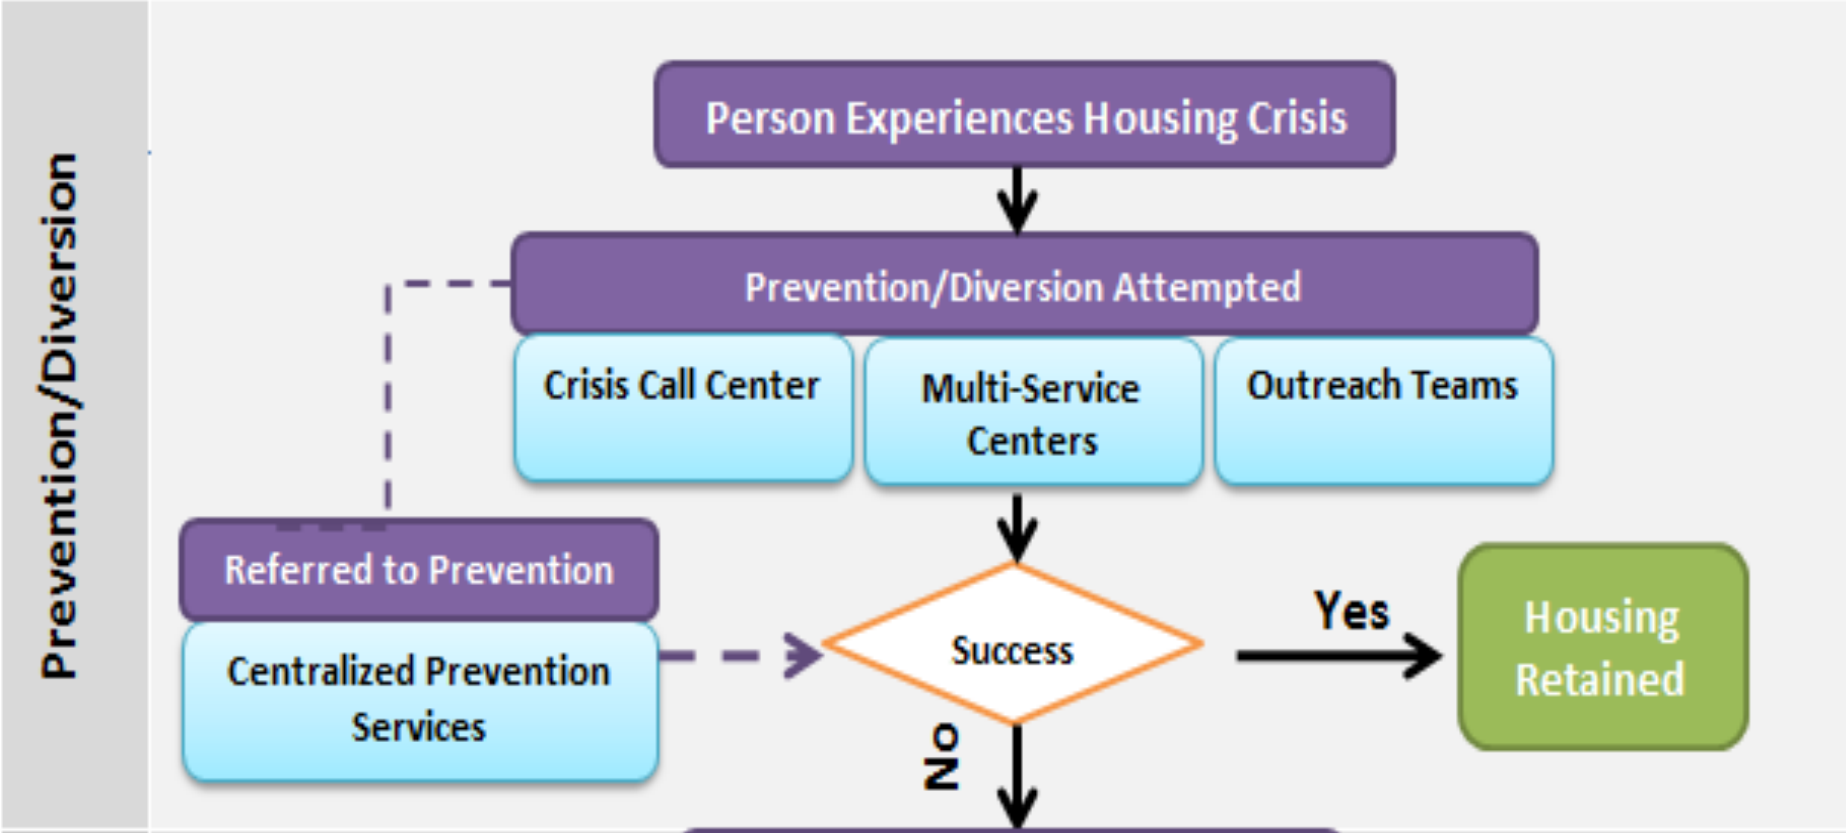 Prevention/Diversion
Person Experiences Housing Crisis
Prevention/Diversion Attempted
Crisis Call Center
Multi-Service
Centers
Outreach Teams
Referred to Prevention
Centralized Prevention
Services
Success
Yes
Housing
Retained
No